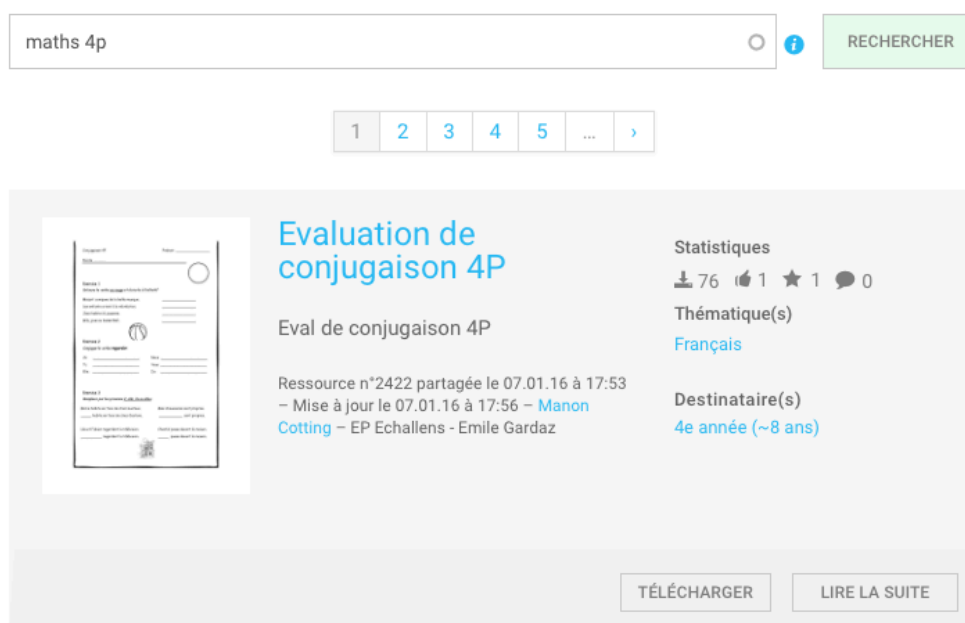 maths 4p
RECHERCHER
1 2 3 4 5 ... ›
Evaluation de
conjugaison 4P
Eval de conjugaison 4P
Ressource n°2422 partagée le 07.01.16 à 17:53
– Mise à jour le 07.01.16 à 17:56 – Manon
Cotting – EP Echallens - Emile Gardaz
Statistiques
76 1 1 0
Thématique(s)
Français
Destinataire(s)
4e année (~8 ans)
TÉLÉCHARGER
LIRE LA SUITE